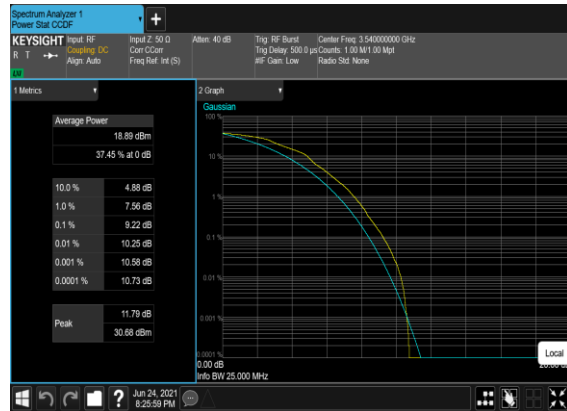 Spectrum Analyzer 1
Power Stat CCDF
+
KEYSIGHT Input: RF Input Z: 50 Ω Atten: 40 dB Trig: RF Burst Center Freq: 3.540000000 GHz
R T Coupling: DC Corr CCorr Trig Delay: 500.0 µs Counts: 1.00 M/1.00 Mpt
Align: Auto Freq Ref: Int (S) #IF Gain: Low Radio Std: None
1 Metrics
2 Graph
Average Power
18.89 dBm
37.45 % at 0 dB
10.0 % 4.88 dB
1.0 % 7.56 dB
0.1 % 9.22 dB
0.01 % 10.25 dB
0.001 % 10.58 dB
0.0001 % 10.73 dB
Peak 11.79 dB
30.68 dBm
Gaussian
100 %
10 %
1 %
0.1 %
0.01 %
0.001 %
0.0001 %
0.00 dB
Info BW 25.000 MHz
Local
? Jun 24, 2021
8:25:59 PM